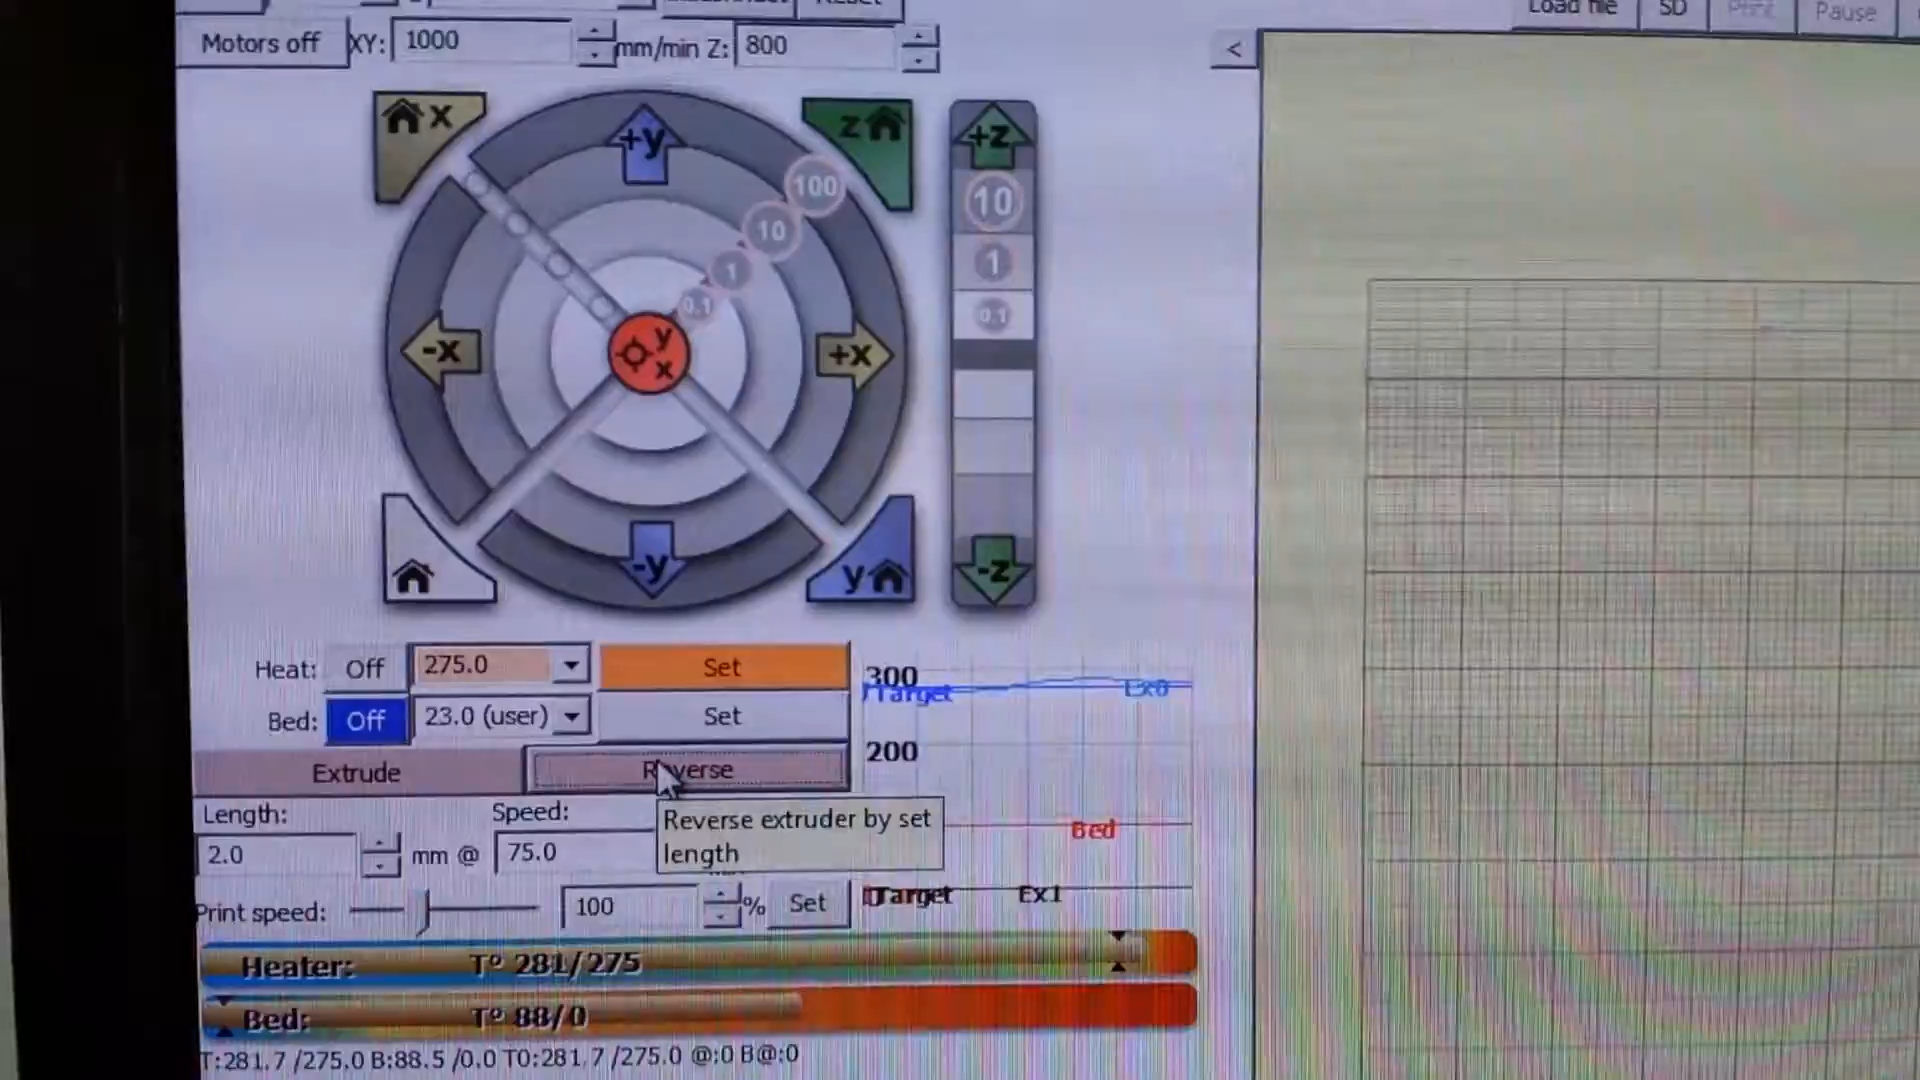 Load file SD Print Pause
Motors off XY: 1000 mm/min Z: 800 <
x +y z +z
100 10
10
1 1
0.1 0.1
-x y x +x
-y y -z
Heat: Off 275.0 Set 300
Target Ex0
Bed: Off 23.0 (user) Set
200
Extrude Reverse
Length: Speed: Reverse extruder by set
length
Bed
2.0 mm @ 75.0
Print speed: 100 % Set Target Ex1
Heater: Tº 281/275
Bed: Tº 88/0
T:281.7 /275.0 B:88.5 /0.0 T0:281.7 /275.0 @:0 B@:0